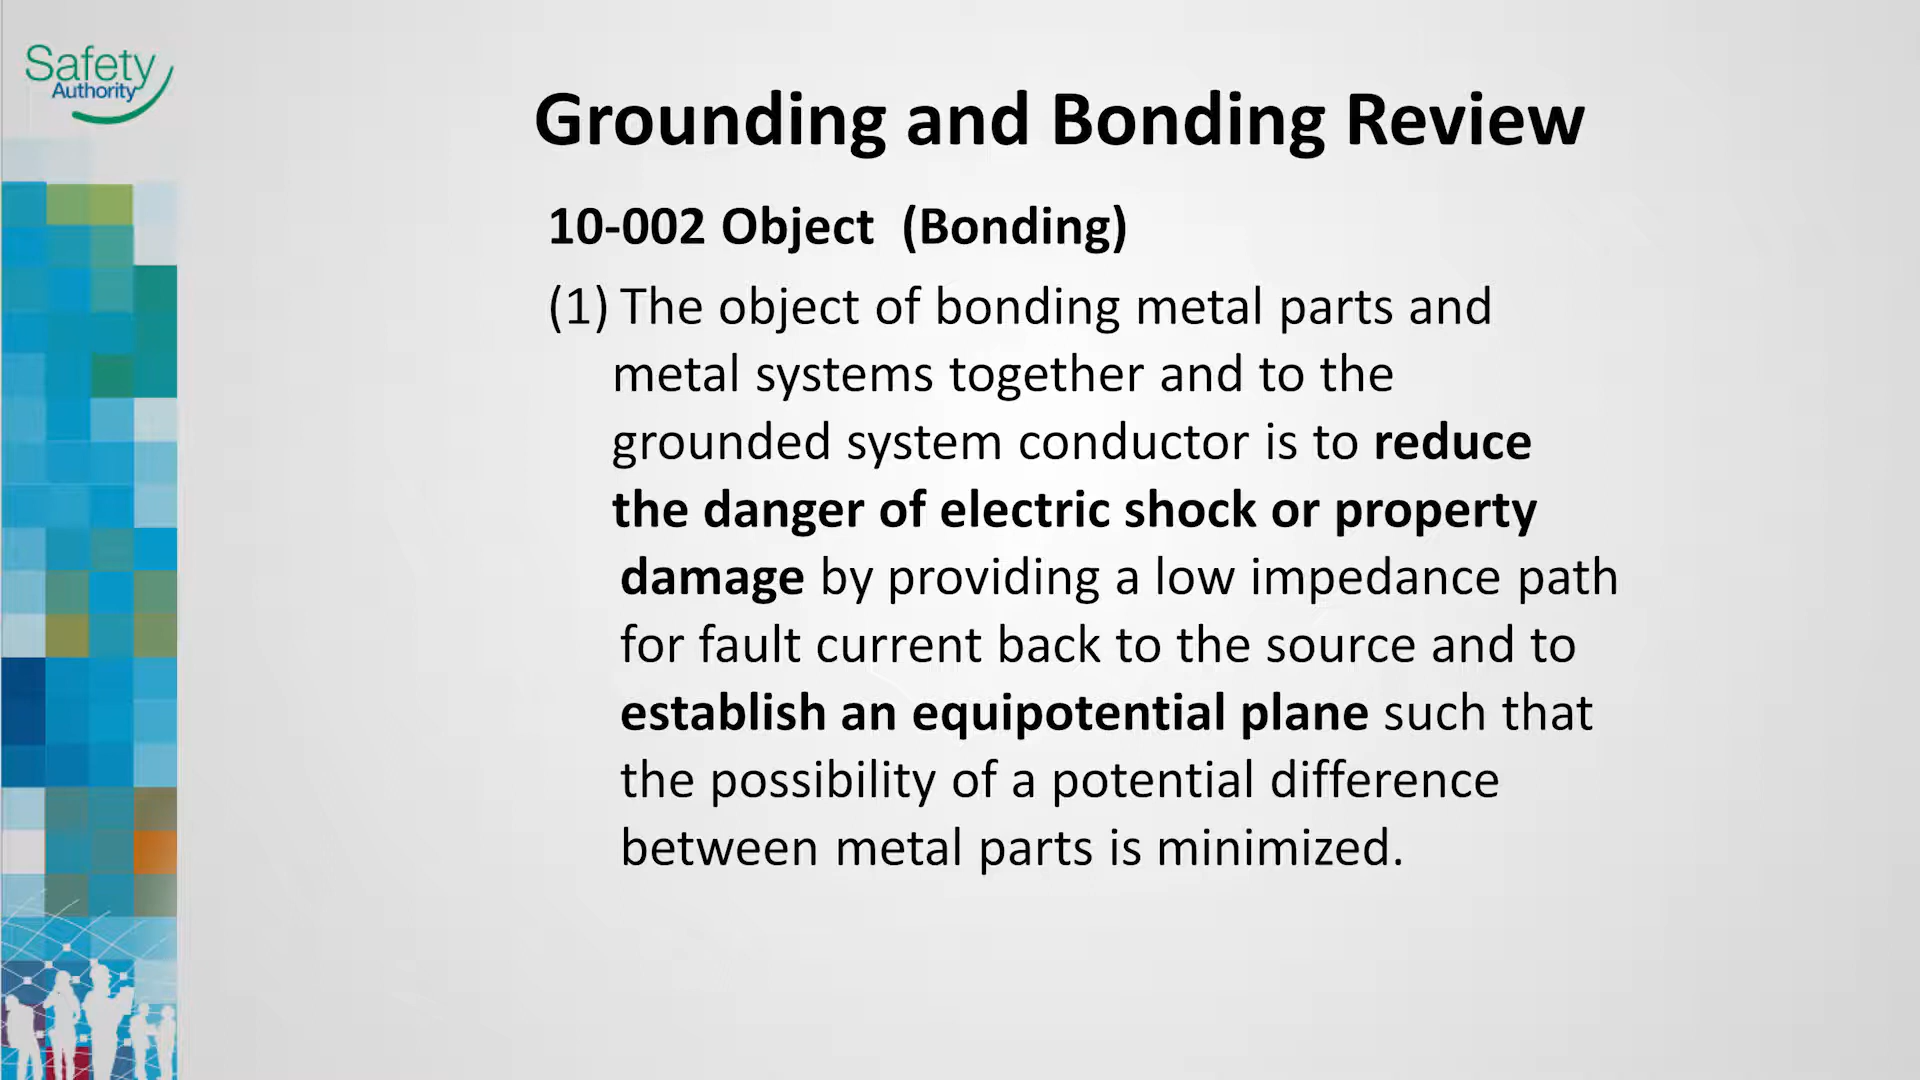 Safety
Authority
Grounding and Bonding Review
10-002 Object (Bonding)
(1) The object of bonding metal parts and
metal systems together and to the
grounded system conductor is to reduce
the danger of electric shock or property
damage by providing a low impedance path
for fault current back to the source and to
establish an equipotential plane such that
the possibility of a potential difference
between metal parts is minimized.